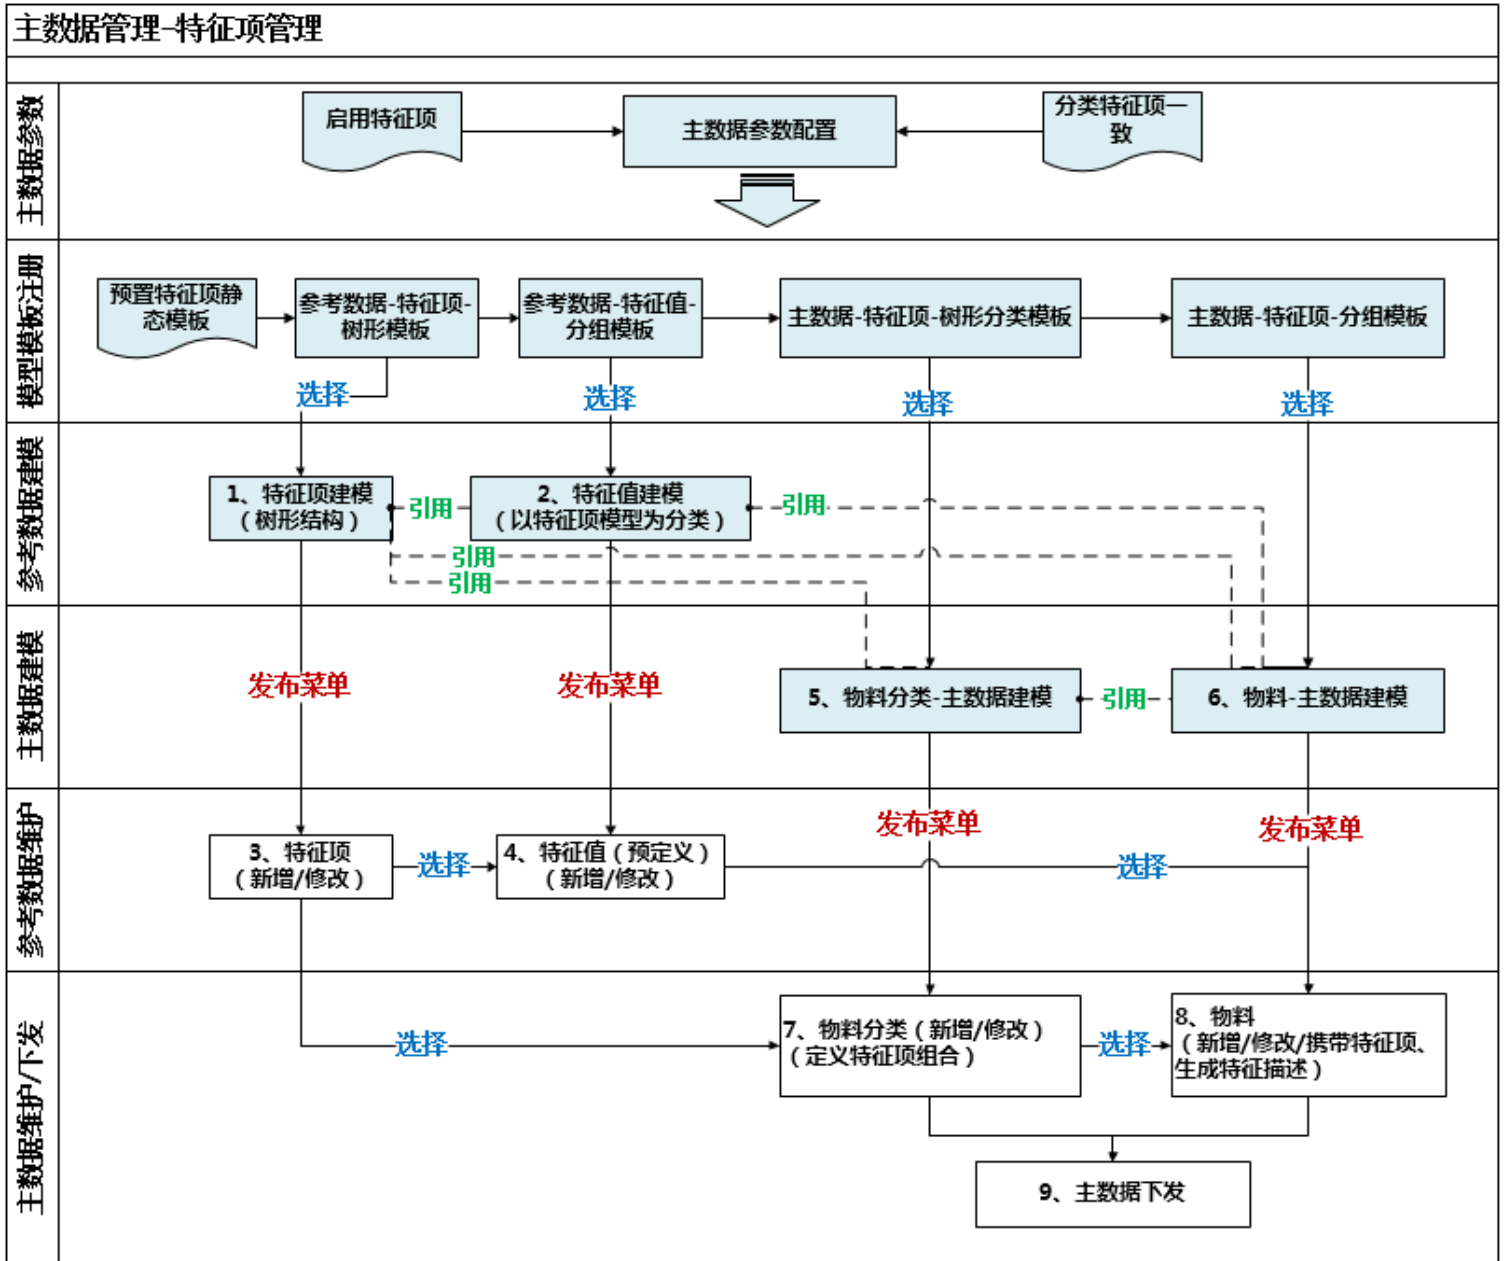 主数据管理-特征项管理
主数据参数
启用特征项
主数据参数配置
分类特征项一
致
模型模板注册
预置特征项静
态模板
参考数据-特征项-
树形模板
参考数据-特征值-
分组模板
主数据-特征项-树形分类模板
主数据-特征项-分组模板
选择
选择
选择
选择
参考数据建模
1、特征项建模
（树形结构）
引用
2、特征值建模
（以特征项模型为分类）
引用
引用
引用
主数据建模
发布菜单
发布菜单
5、物料分类-主数据建模
引用
6、物料-主数据建模
参考数据维护
发布菜单
发布菜单
3、特征项
（新增/修改）
选择
4、特征值（预定义）
（新增/修改）
选择
主数据维护/下发
选择
7、物料分类（新增/修改）
（定义特征项组合）
选择
8、物料
（新增/修改/携带特征项、
生成特征描述）
9、主数据下发